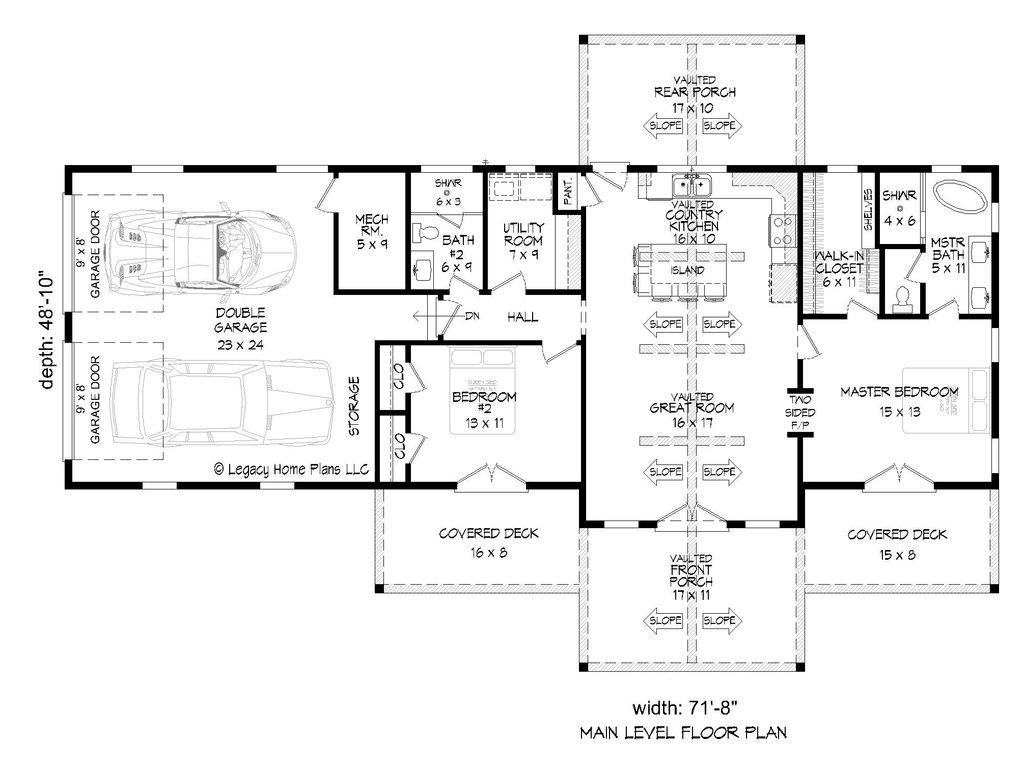 VAULTED
REAR PORCH
17 x 10
SLOPE
SLOPE
9' x 8'
GARAGE DOOR
DOUBLE
GARAGE
23 x 24
MECH
RM.
5 x 9
SHWR
6 x 3
BATH
#2
6 x 9
UTILITY
ROOM
7 x 9
PANT.
VAULTED
COUNTRY
KITCHEN
16 x 10
ISLAND
SHELVES
WALK-IN
CLOSET
6 x 11
SHWR
4 x 6
MSTR
BATH
5 x 11
DN
HALL
SLOPE
SLOPE
depth: 48'-10"
9' x 8'
GARAGE DOOR
STORAGE
CLO
CLO
BEDROOM
#2
13 x 11
VAULTED
GREAT ROOM
16 x 17
TWO
SIDED
F/P
MASTER BEDROOM
15 x 13
SLOPE
SLOPE
© Legacy Home Plans LLC
COVERED DECK
16 x 8
VAULTED
FRONT
PORCH
17 x 11
SLOPE
SLOPE
COVERED DECK
15 x 8
width: 71'-8"
MAIN LEVEL FLOOR PLAN